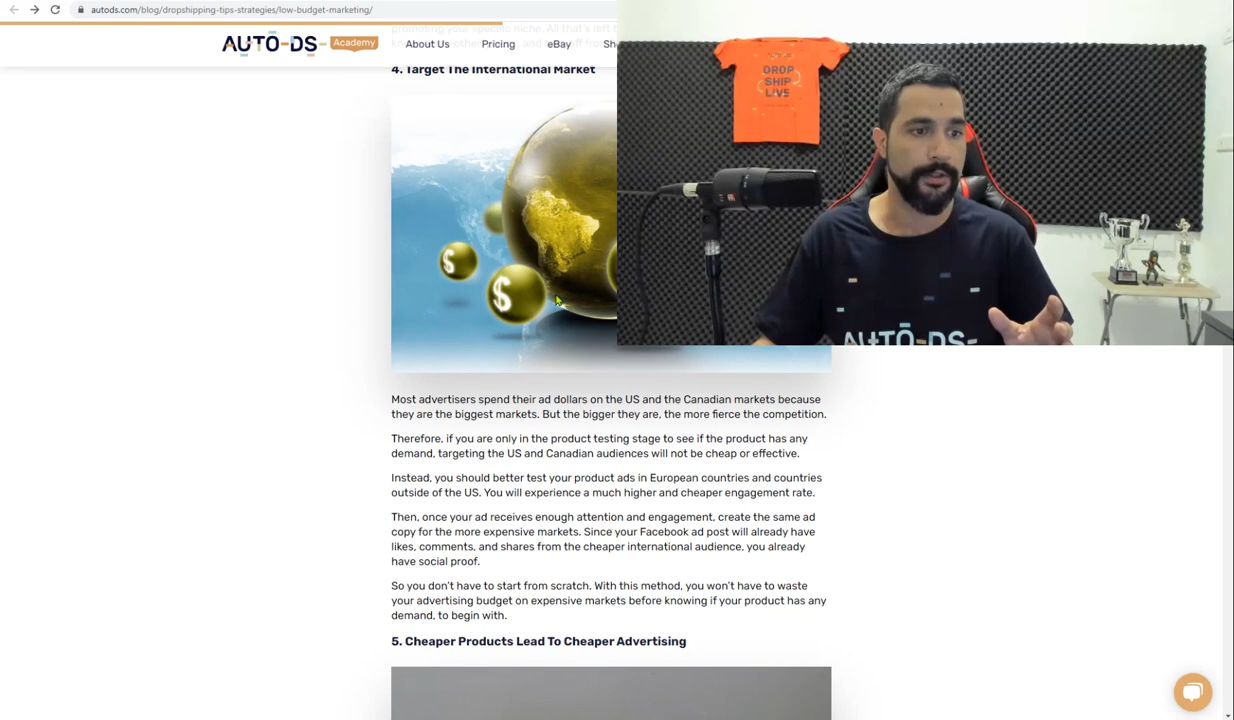 autods.com/blog/dropshipping-tips-strategies/low-budget-marketing/
AUTO-DS- Academy
About Us
Pricing
eBay
4. Target The International Market
DROP
SHIP
LIVE
$
$
AUTO-DS-
Most advertisers spend their ad dollars on the US and the Canadian markets because
they are the biggest markets. But the bigger they are, the more fierce the competition.
Therefore, if you are only in the product testing stage to see if the product has any
demand, targeting the US and Canadian audiences will not be cheap or effective.
Instead, you should better test your product ads in European countries and countries
outside of the US. You will experience a much higher and cheaper engagement rate.
Then, once your ad receives enough attention and engagement, create the same ad
copy for the more expensive markets. Since your Facebook ad post will already have
likes, comments, and shares from the cheaper international audience, you already
have social proof.
So you don't have to start from scratch. With this method, you won't have to waste
your advertising budget on expensive markets before knowing if your product has any
demand, to begin with.
5. Cheaper Products Lead To Cheaper Advertising